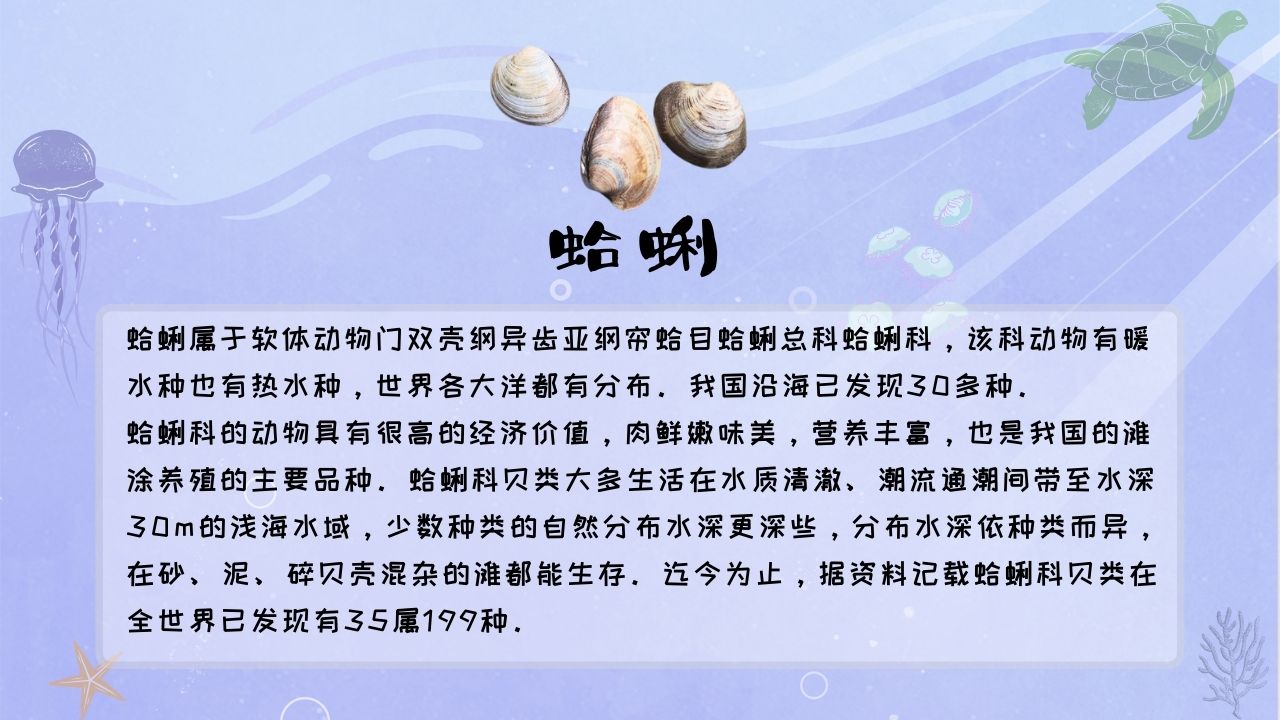 蛤蜊
蛤蜊属于软体动物门双壳纲异齿亚纲帘蛤目蛤蜊总科蛤蜊科，该科动物有暖
水种也有热水种，世界各大洋都有分布．我国沿海已发现30多种．
蛤蜊科的动物具有很高的经济价值，肉鲜嫩味美，营养丰富，也是我国的滩
涂养殖的主要品种．蛤蜊科贝类大多生活在水质清澈、潮流通潮间带至水深
30m的浅海水域，少数种类的自然分布水深更深些，分布水深依种类而异，
在砂、泥、碎贝壳混杂的滩都能生存．迄今为止，据资料记载蛤蜊科贝类在
全世界已发现有35属199种．